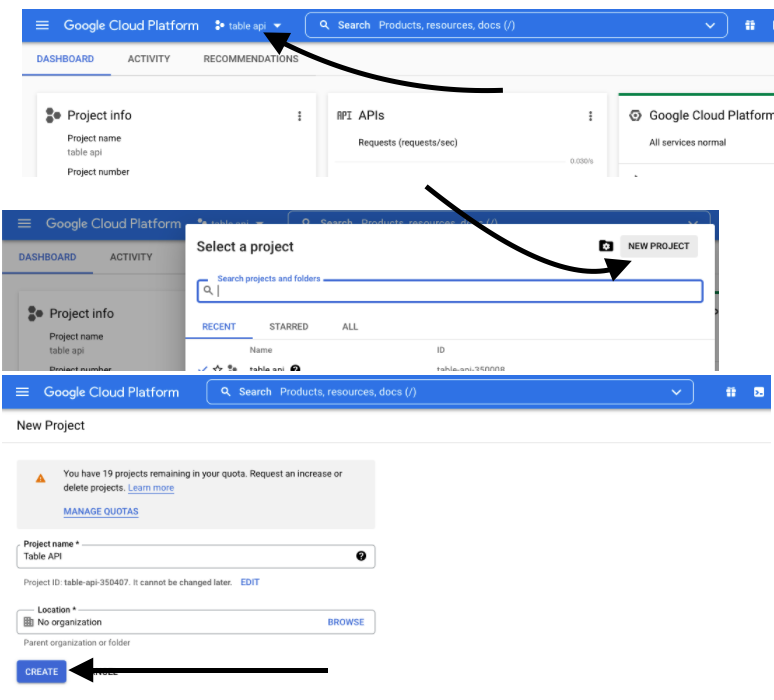 Google Cloud Platform table api Search Products, resources, docs (/)
DASHBOARD ACTIVITY RECOMMENDATIONS
Project info
Project name
table api
Project number
API APIs
Requests (requests/sec)
0.030/s
Google Cloud Platform
All services normal
Google Cloud Platform table api Search Products, resources, docs (/)
DASHBOARD ACTIVITY
Project info
Project name
table api
Project number
Select a project
NEW PROJECT
Search projects and folders
RECENT STARRED ALL
Name ID
table api table-api-350008
Google Cloud Platform Search Products, resources, docs (/)
New Project
You have 19 projects remaining in your quota. Request an increase or
delete projects. Learn more
MANAGE QUOTAS
Project name *
Table API
Project ID: table-api-350407. It cannot be changed later. EDIT
Location *
No organization BROWSE
Parent organization or folder
CREATE